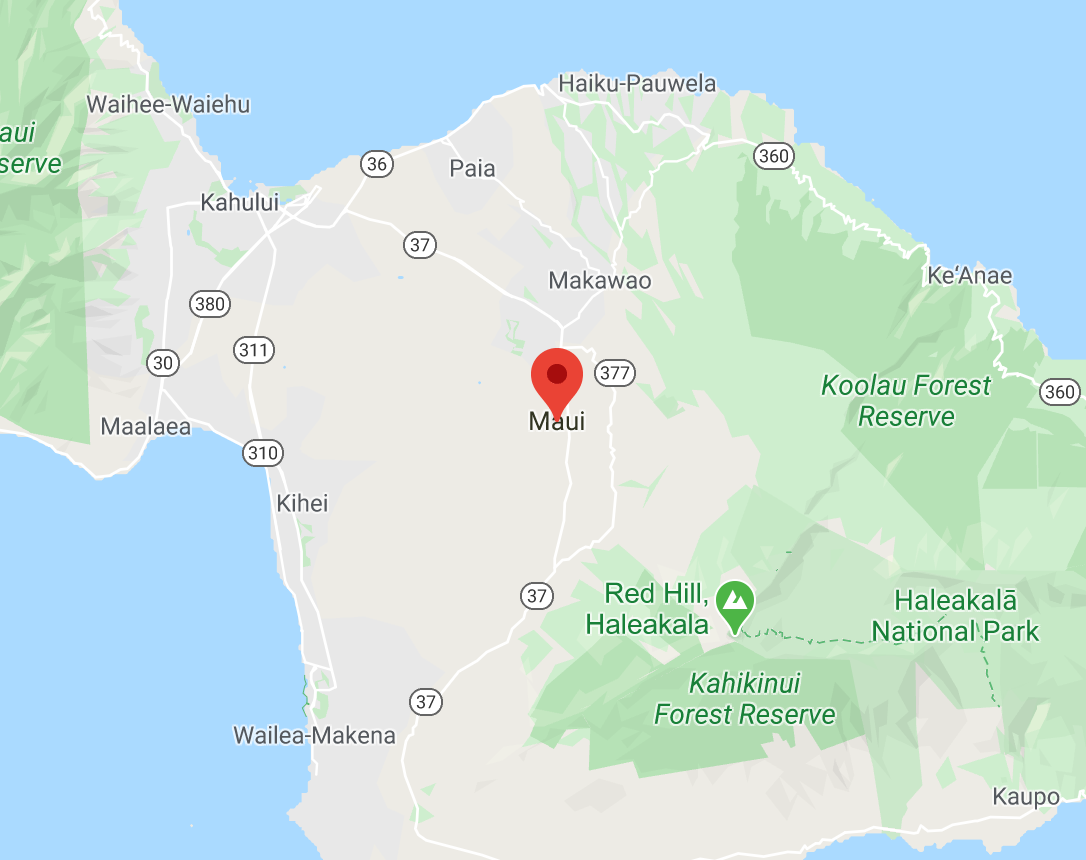 Haiku-Pauwela
Waihee-Waiehu
aui
serve
36
360
Paia
Kahului
37
Makawao
KeʻAnae
380
311
30
377
Koolau Forest
Reserve
360
Maui
Maalaea
310
Kihei
37
Red Hill,
Haleakala
Haleakalā
National Park
Kahikinui
Forest Reserve
37
Wailea-Makena
Kaupo